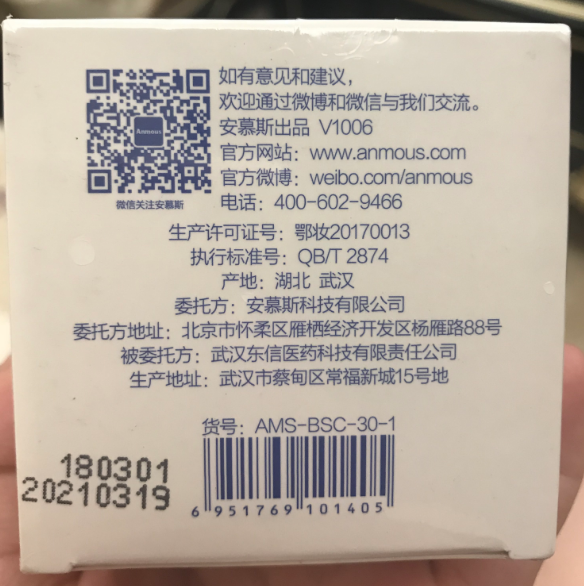 如有意见和建议，
欢迎通过微博和微信与我们交流。
安慕斯出品 V1006
官方网站：www.anmous.com
官方微博：weibo.com/anmous
电话：400-602-9466
Anmous
微信关注安慕斯
生产许可证号：鄂妆20170013
执行标准号：QB/T 2874
产地：湖北 武汉
委托方：安慕斯科技有限公司
委托方地址：北京市怀柔区雁栖经济开发区杨雁路88号
被委托方：武汉东信医药科技有限责任公司
生产地址：武汉市蔡甸区常福新城15号地
货号：AMS-BSC-30-1
180301
20210319
6 951769 101405